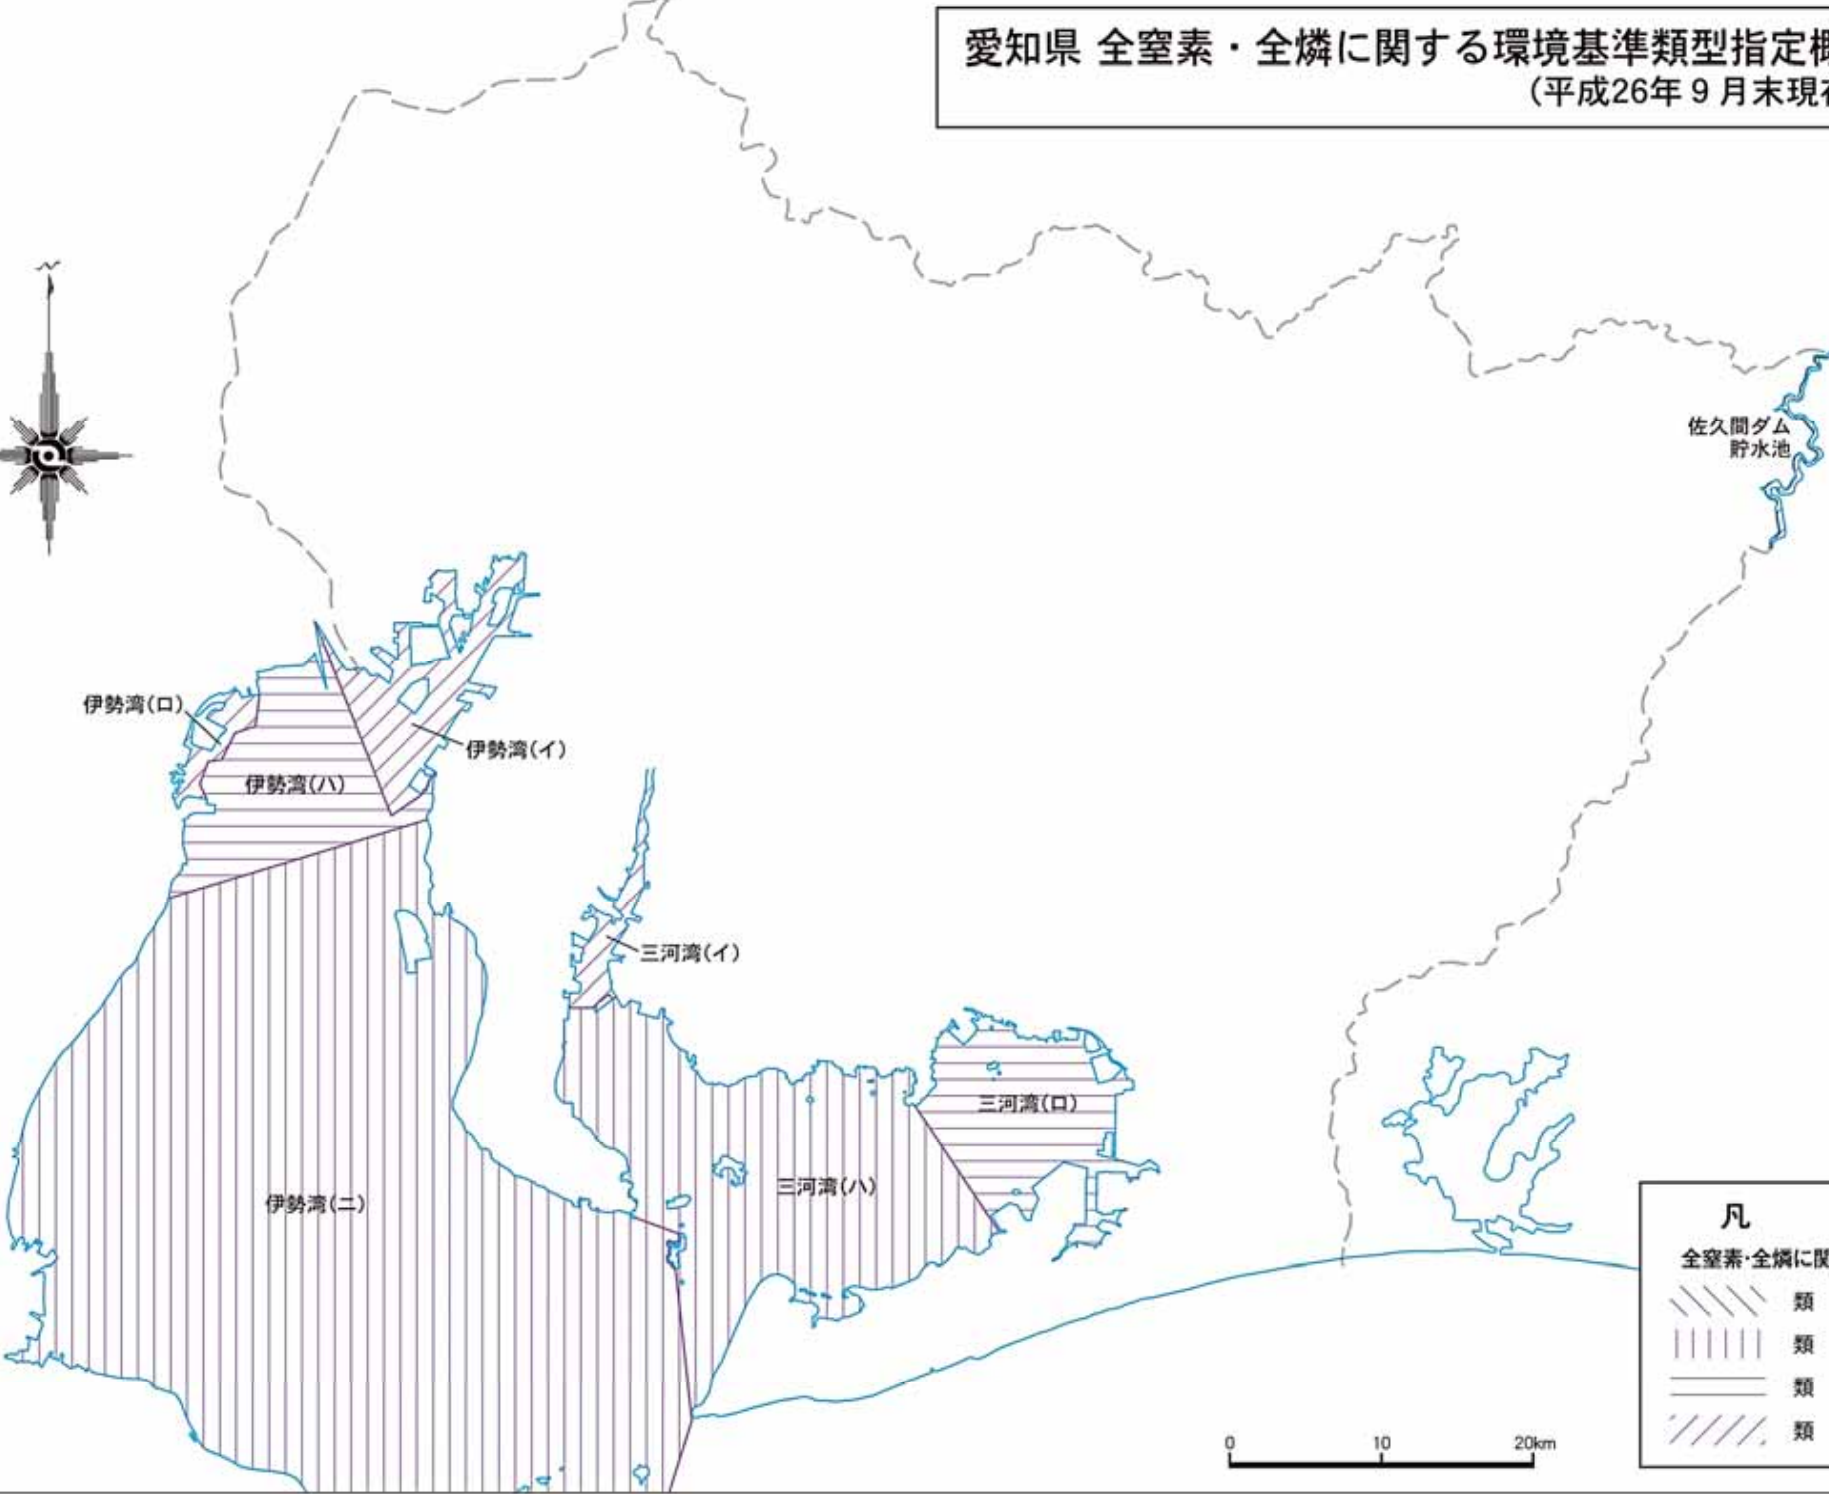 愛知県 全窒素・全燐に関する環境基準類型指定概
(平成26年9月末現在
佐久間ダム
貯水池
伊勢湾(ロ)
伊勢湾(イ)
伊勢湾(ハ)
三河湾(イ)
三河湾(ロ)
三河湾(ハ)
伊勢湾(ニ)
凡
全窒素・全燐に関
類
類
類
類
0 10 20km